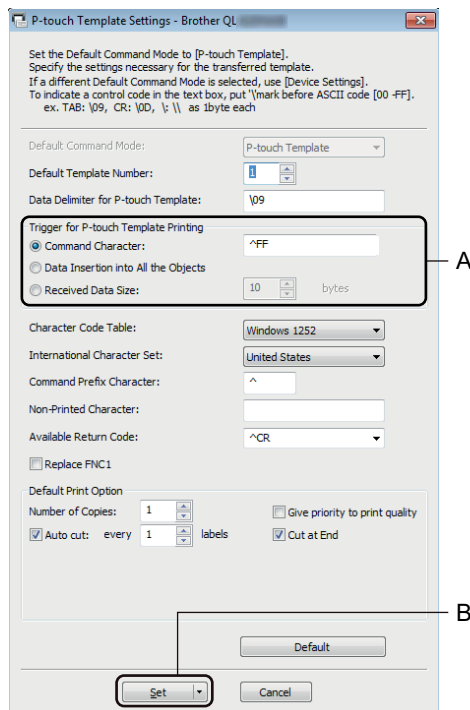 P-touch Template Settings - Brother QL
Set the Default Command Mode to [P-touch Template].
Specify the settings necessary for the transferred template.
If a different Default Command Mode is selected, use [Device Settings].
To indicate a control code in the text box, put '\'mark before ASCII code [00 -FF].
ex. TAB: \09, CR: \0D, \: \\ as 1byte each
Default Command Mode: P-touch Template
Default Template Number: 1
Data Delimiter for P-touch Template: \09
Trigger for P-touch Template Printing
Command Character: ^FF
A
Data Insertion into All the Objects
Received Data Size: 10 bytes
Character Code Table: Windows 1252
International Character Set: United States
Command Prefix Character: ^
Non-Printed Character:
Available Return Code: ^CR
Replace FNC1
Default Print Option
Number of Copies: 1 Give priority to print quality
Auto cut: every 1 labels Cut at End
B
Default
Set Cancel